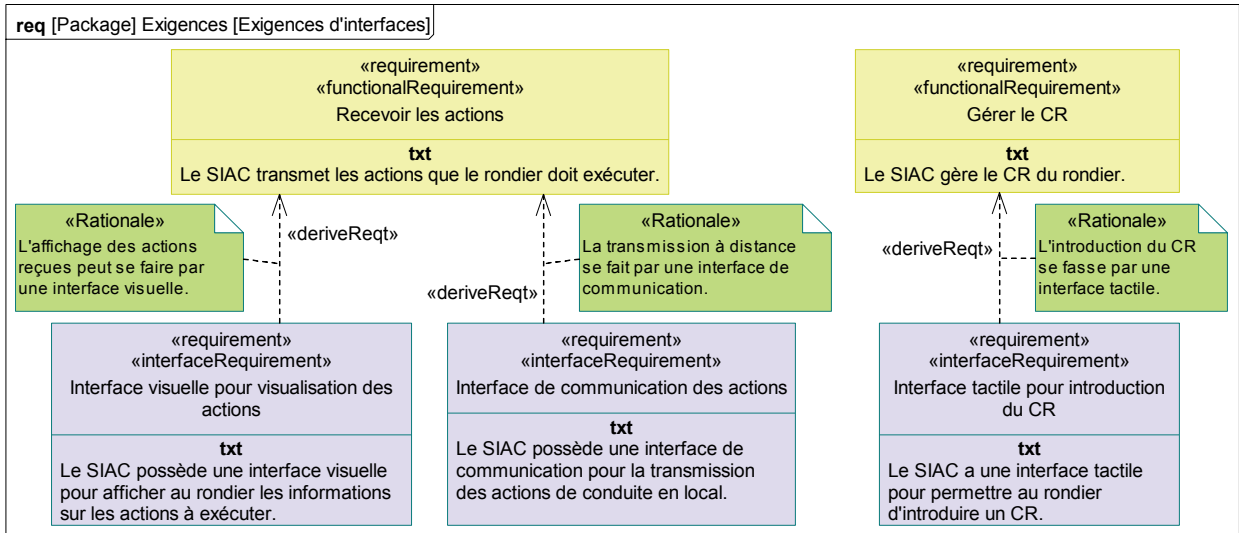 req [Package] Exigences [Exigences d'interfaces]
«requirement»
«functionalRequirement»
Recevoir les actions
txt
Le SIAC transmet les actions que le rondier doit exécuter.
«requirement»
«functionalRequirement»
Gérer le CR
txt
Le SIAC gère le CR du rondier.
«Rationale»
L'affichage des actions
reçues peut se faire par
une interface visuelle.
«deriveReqt»
«Rationale»
La transmission à distance
se fait par une interface de
communication.
«deriveReqt»
«Rationale»
L'introduction du CR
se fasse par une
interface tactile.
«deriveReqt»
«requirement»
«interfaceRequirement»
Interface visuelle pour visualisation des
actions
txt
Le SIAC possède une interface visuelle
pour afficher au rondier les informations
sur les actions à exécuter.
«requirement»
«interfaceRequirement»
Interface de communication des actions
txt
Le SIAC possède une interface de
communication pour la transmission
des actions de conduite en local.
«requirement»
«interfaceRequirement»
Interface tactile pour introduction
du CR
txt
Le SIAC a une interface tactile
pour permettre au rondier
d'introduire un CR.